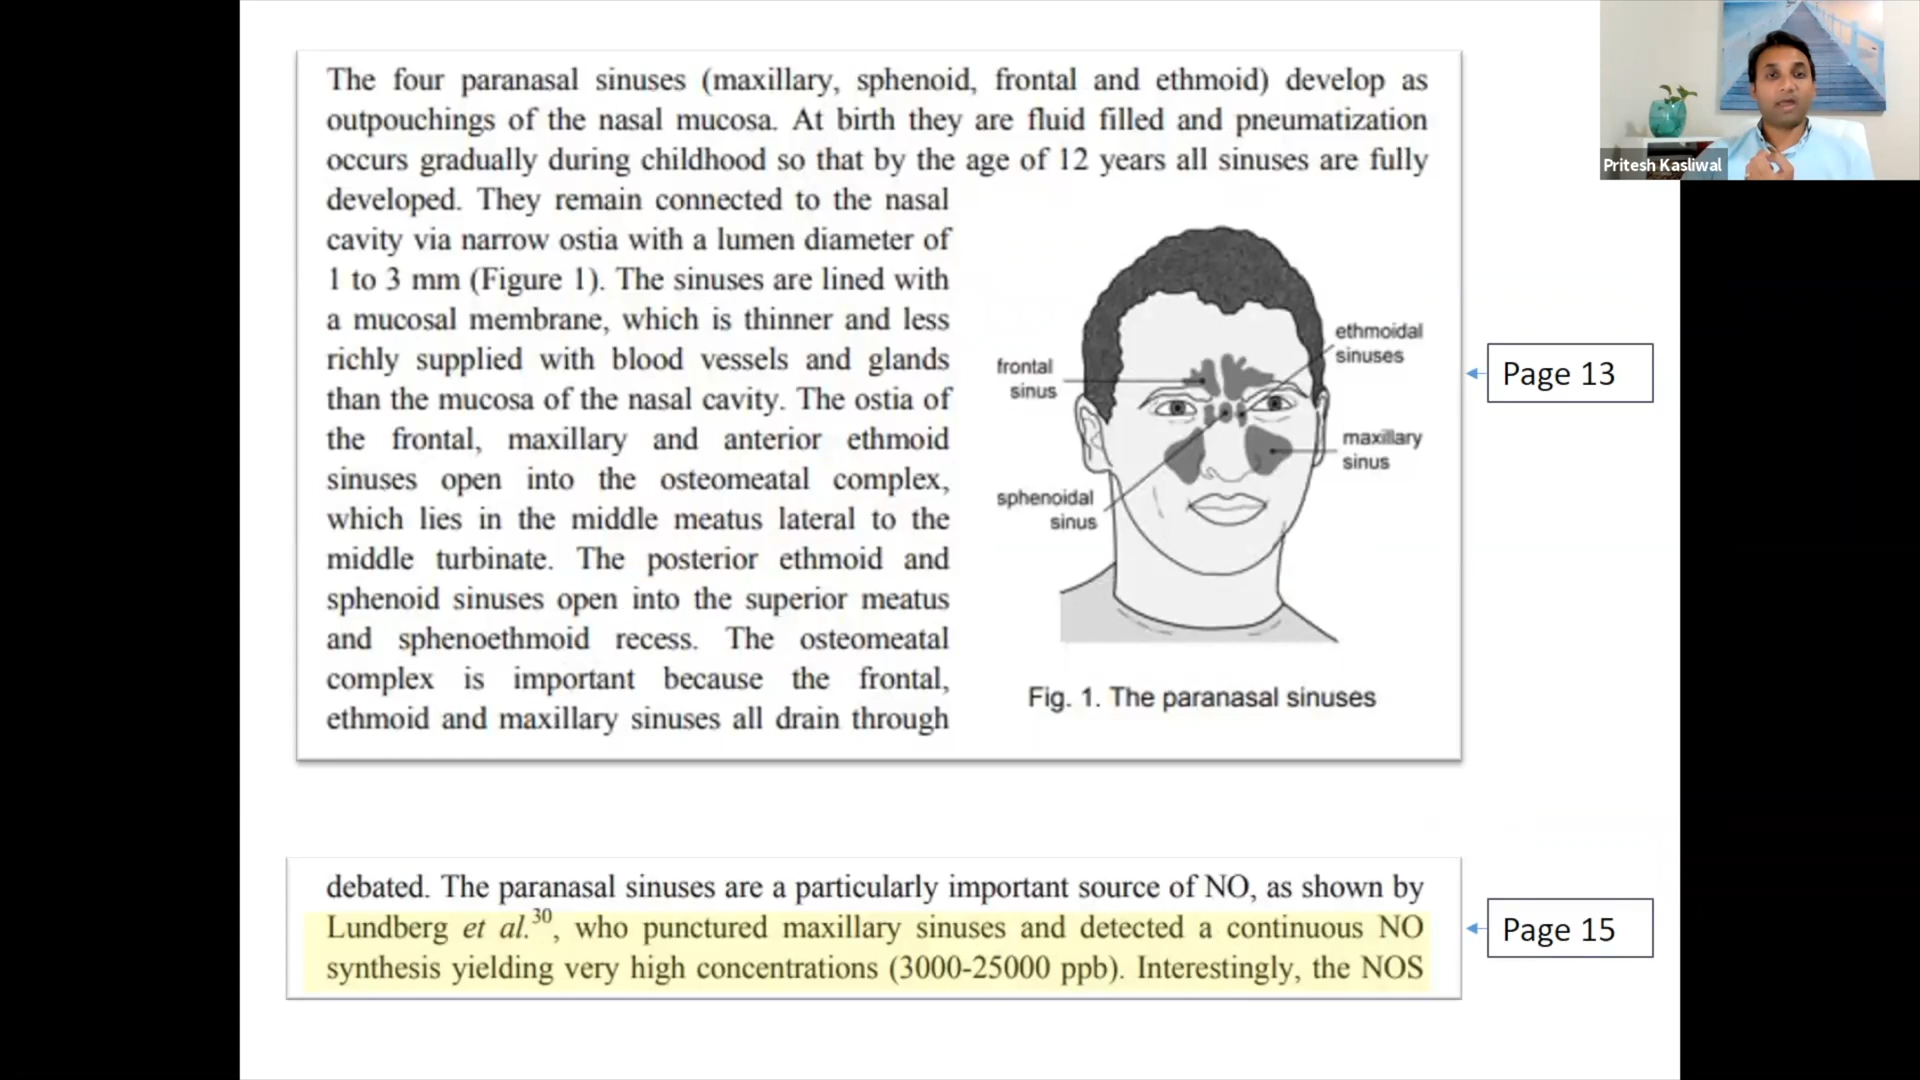 The four paranasal sinuses (maxillary, sphenoid, frontal and ethmoid) develop as
outpouchings of the nasal mucosa. At birth they are fluid filled and pneumatization
occurs gradually during childhood so that by the age of 12 years all sinuses are fully
developed. They remain connected to the nasal
cavity via narrow ostia with a lumen diameter of
1 to 3 mm (Figure 1). The sinuses are lined with
a mucosal membrane, which is thinner and less
richly supplied with blood vessels and glands
than the mucosa of the nasal cavity. The ostia of
the frontal, maxillary and anterior ethmoid
sinuses open into the osteomeatal complex,
which lies in the middle meatus lateral to the
middle turbinate. The posterior ethmoid and
sphenoid sinuses open into the superior meatus
and sphenoethmoid recess. The osteomeatal
complex is important because the frontal,
ethmoid and maxillary sinuses all drain through
frontal
sinus
ethmoidal
sinuses
maxillary
sinus
sphenoidal
sinus
Fig. 1. The paranasal sinuses
Page 13
debated. The paranasal sinuses are a particularly important source of NO, as shown by
Lundberg et al.30, who punctured maxillary sinuses and detected a continuous NO
synthesis yielding very high concentrations (3000-25000 ppb). Interestingly, the NOS
Page 15
Pritesh Kasliwal